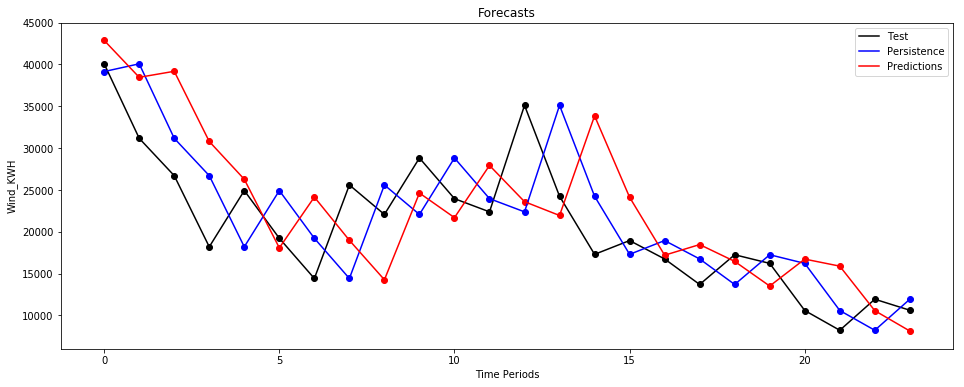 Forecasts
45000
40000
35000
30000
25000
20000
15000
10000
Wind_KWH
Test
Persistence
Predictions
0 5 10 15 20
Time Periods